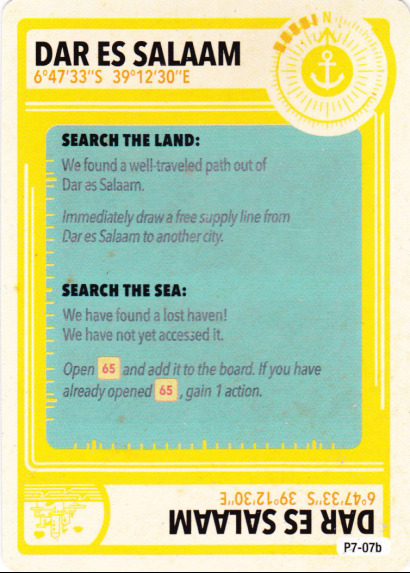 DAR ES SALAAM
6°47'33"S 39°12'30"E
N
SEARCH THE LAND:
We found a well-traveled path out of
Dar es Salaam.
Immediately draw a free supply line from
Dar es Salaam to another city.
SEARCH THE SEA:
We have found a lost haven!
We have not yet accessed it.
Open 65 and add it to the board. If you have
already opened 65, gain 1 action.
DAR ES SALAAM
6°47'33"S 39°12'30"E
P7-07b